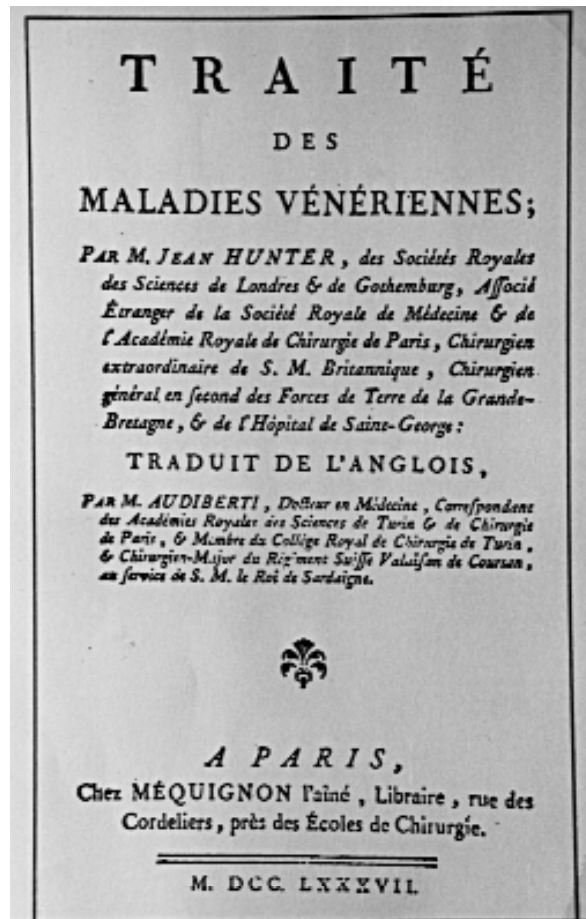 TRAITÉ
DES
MALADIES VÉNÉRIENNES;
PAR M. JEAN HUNTER, des Sociétés Royales
des Sciences de Londres & de Gothemburg, Aſſocié
Étranger de la Société Royale de Médecine & de
l'Académie Royale de Chirurgie de Paris, Chirurgien
extraordinaire de S. M. Britannique, Chirurgien
général en ſecond des Forces de Terre de la Grande-
Bretagne, & de l'Hôpital de Saint-George:
TRADUIT DE L'ANGLOIS,
PAR M. AUDIBERTI, Docteur en Médecine, Correſpondant
des Académies Royales des Sciences de Turin & de Chirurgie
de Paris, & Membre du Collége Royal de Chirurgie de Turin,
& Chirurgien-Major du Régiment Suiſſe Valaiſan de Courten,
au ſervice de S. M. le Roi de Sardaigne.
A PARIS,
Chez MÉQUIGNON l'aîné, Libraire, rue des
Cordeliers, près des Écoles de Chirurgie.
M. DCC. LXXXVII.